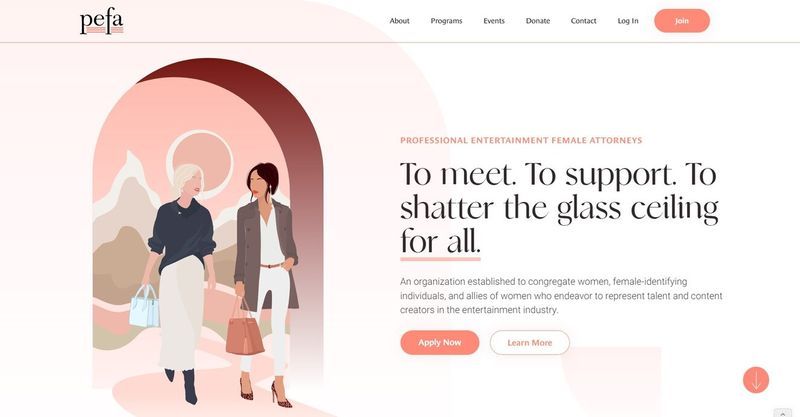 pefa
About Programs Events Donate Contact Log In Join
PROFESSIONAL ENTERTAINMENT FEMALE ATTORNEYS
To meet. To support. To
shatter the glass ceiling
for all.
An organization established to congregate women, female-identifying
individuals, and allies of women who endeavor to represent talent and content
creators in the entertainment industry.
Apply Now Learn More